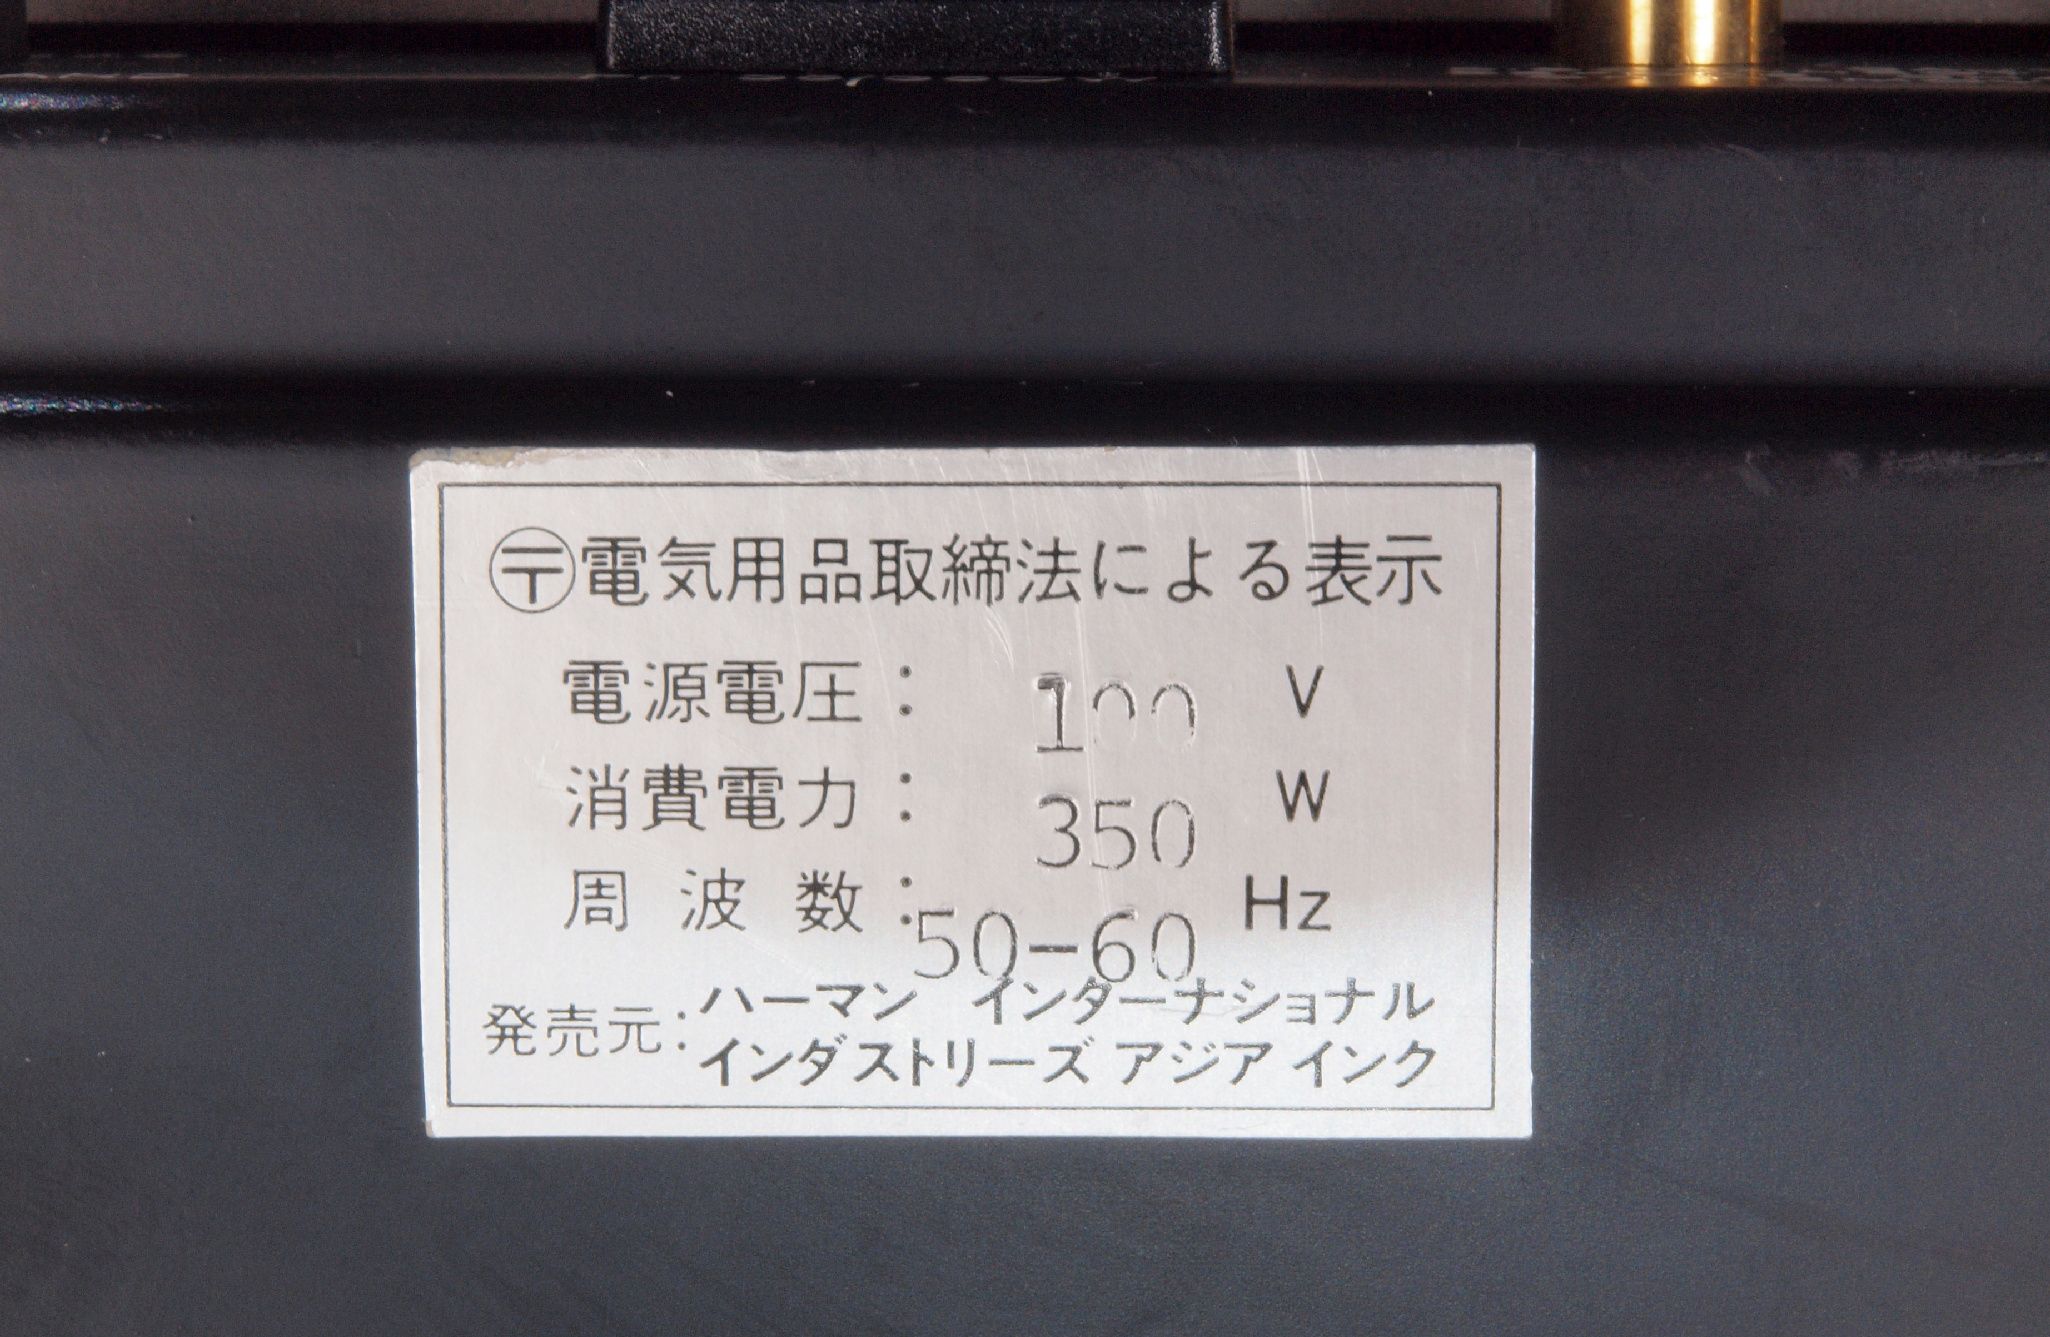 〶電気用品取締法による表示
電源電圧： 100 V
消費電力： 350 W
周波数： 50-60 Hz
発売元：ハーマン インターナショナル
インダストリーズ アジア インク